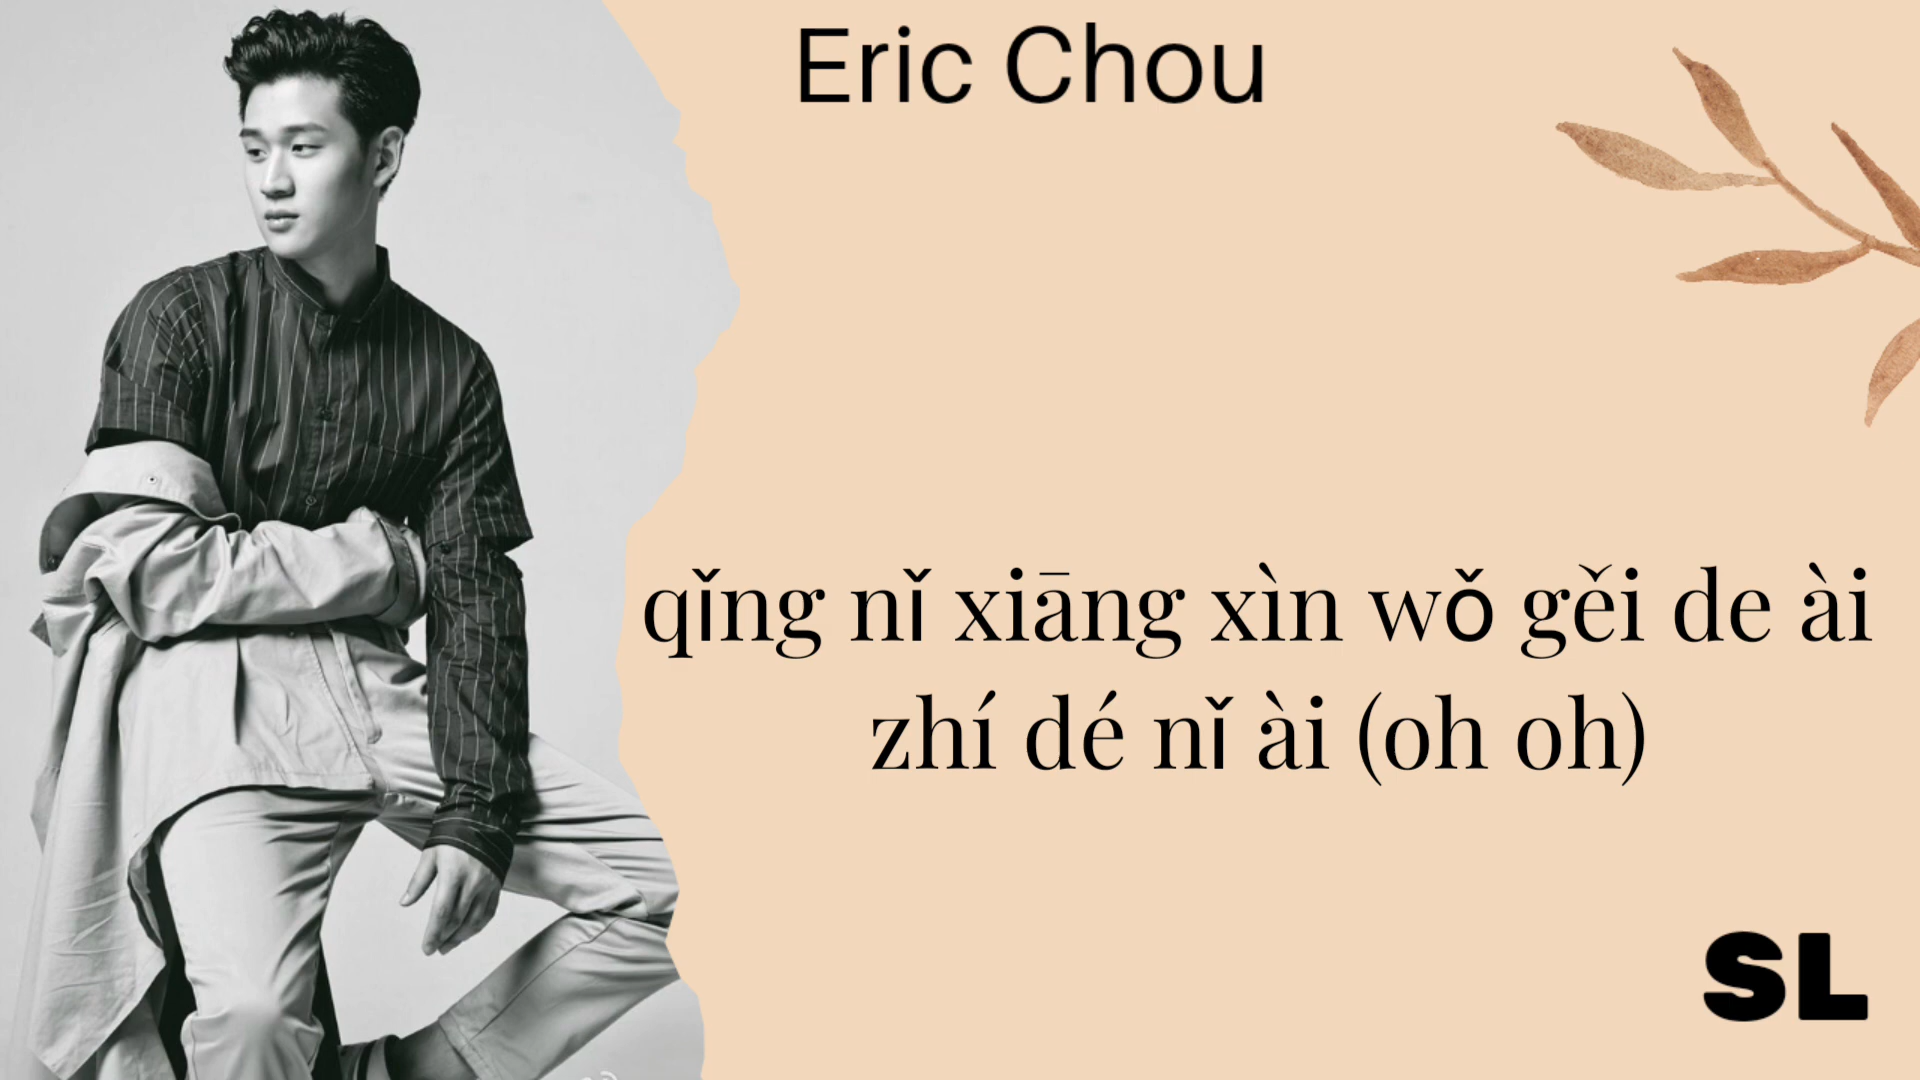 Eric Chou
qǐng nǐ xiāng xìn wǒ gěi de ài
zhí dé nǐ ài (oh oh)
SL